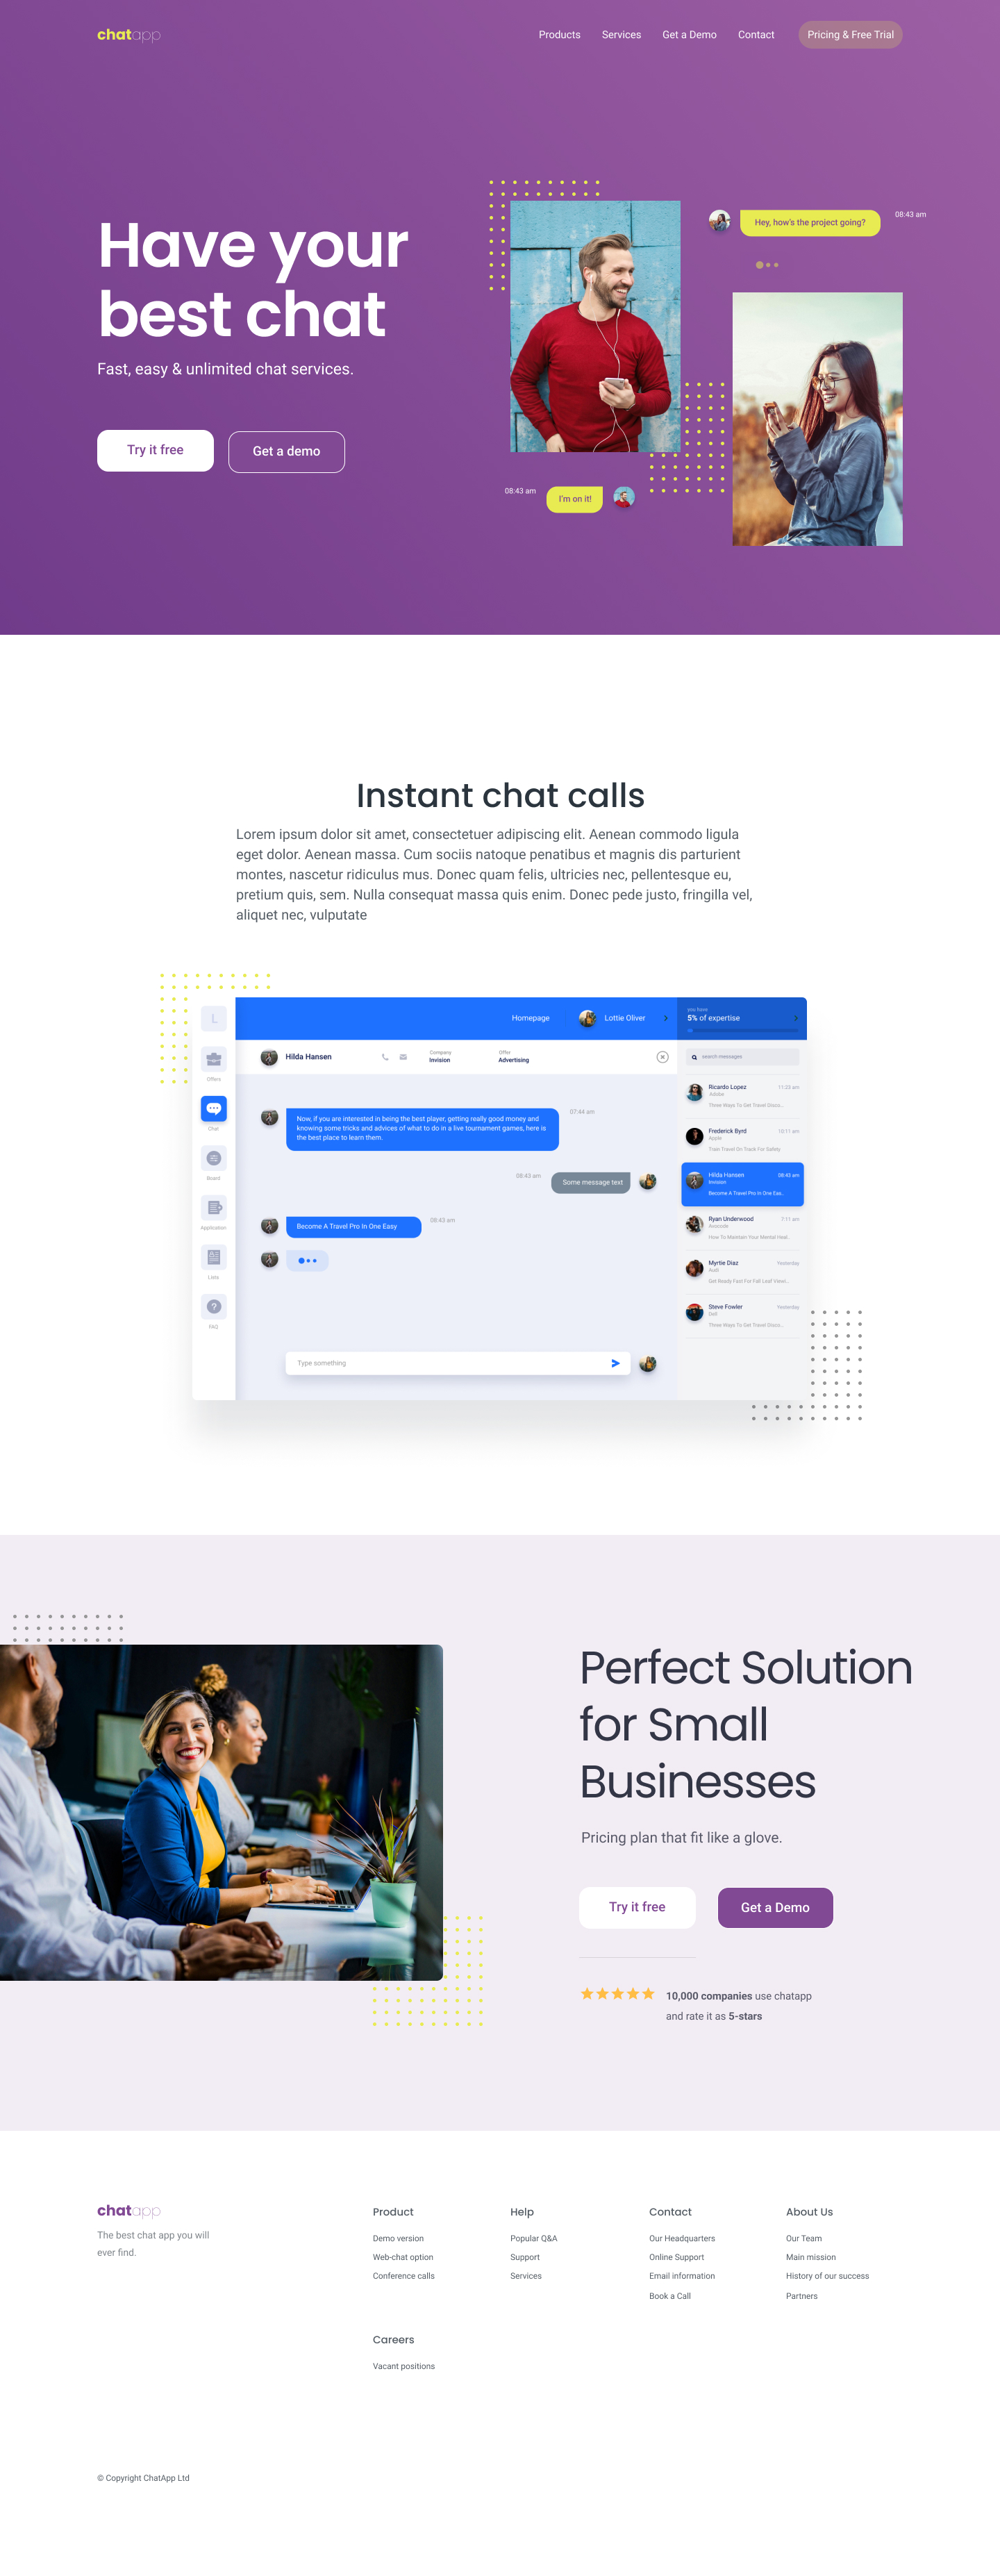 chatapp
Products
Services
Get a Demo
Contact
Pricing & Free Trial
Have your
best chat
Fast, easy & unlimited chat services.
Try it free
Get a demo
Hey, how's the project going?
08:43 am
08:43 am
I'm on it!
Instant chat calls
Lorem ipsum dolor sit amet, consectetuer adipiscing elit. Aenean commodo ligula
eget dolor. Aenean massa. Cum sociis natoque penatibus et magnis dis parturient
montes, nascetur ridiculus mus. Donec quam felis, ultricies nec, pellentesque eu,
pretium quis, sem. Nulla consequat massa quis enim. Donec pede justo, fringilla vel,
aliquet nec, vulputate
L
Offers
Chat
Board
Application
Lists
FAQ
Homepage
Lottie Oliver
you have
5% of expertise
Hilda Hansen
Company
Invision
Offer
Advertising
Now, if you are interested in being the best player, getting really good money and
knowing some tricks and advices of what to do in a live tournament games, here is
the best place to learn them.
07:44 am
08:43 am
Some message text
Become A Travel Pro In One Easy
08:43 am
Type something
search messages
Ricardo Lopez
11:23 am
Adobe
Three Ways To Get Travel Disco...
Frederick Byrd
10:11 am
Apple
Train Travel On Track For Safety
Hilda Hansen
08:43 am
Invision
Become A Travel Pro In One Eas..
Ryan Underwood
7:11 am
Avocode
How To Maintain Your Mental Heal..
Myrtie Diaz
Yesterday
Audi
Get Ready Fast For Fall Leaf Viewi...
Steve Fowler
Yesterday
Dell
Three Ways To Get Travel Disco...
Perfect Solution
for Small
Businesses
Pricing plan that fit like a glove.
Try it free
Get a Demo
10,000 companies use chatapp
and rate it as 5-stars
chatapp
The best chat app you will
ever find.
Product
Demo version
Web-chat option
Conference calls
Help
Popular Q&A
Support
Services
Contact
Our Headquarters
Online Support
Email information
Book a Call
About Us
Our Team
Main mission
History of our success
Partners
Careers
Vacant positions
© Copyright ChatApp Ltd